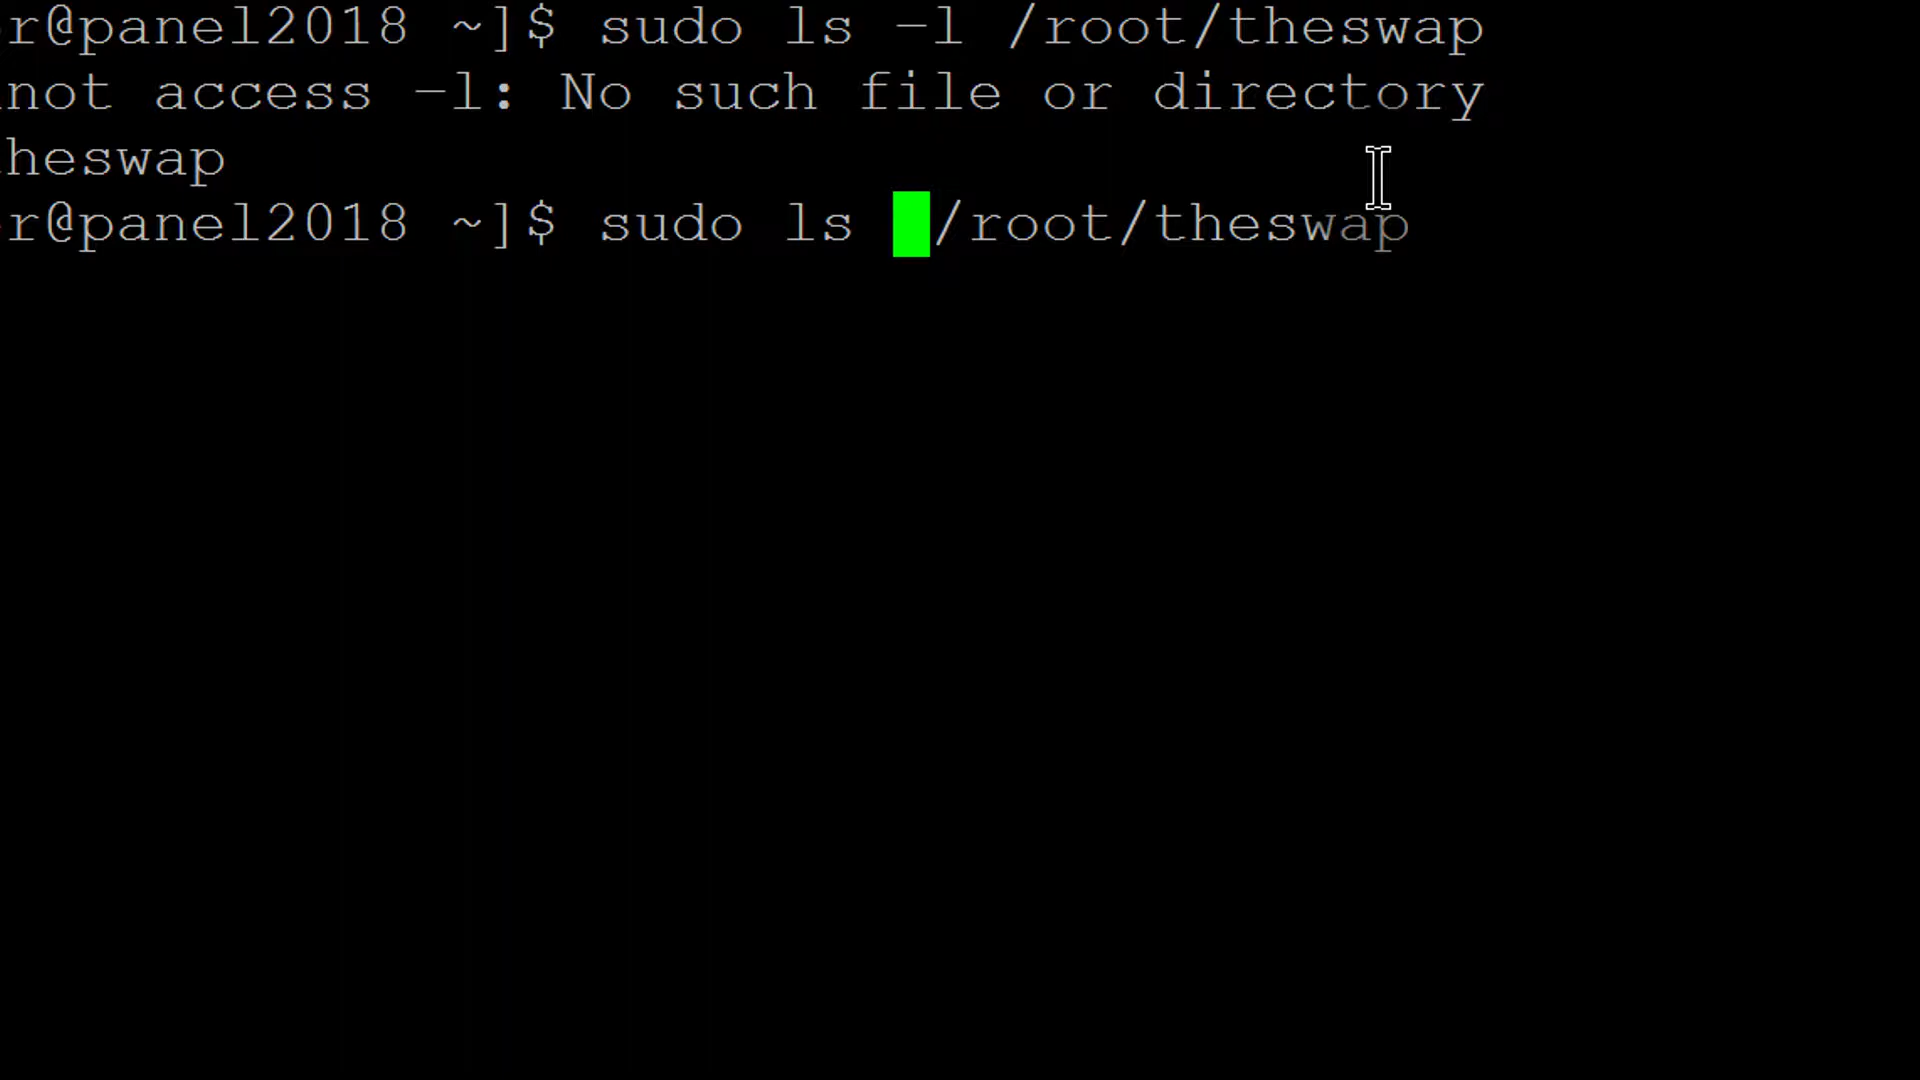 r@panel2018 ~]$ sudo ls –l /root/theswap
not access –l: No such file or directory
heswap
r@panel2018 ~]$ sudo ls /root/theswap